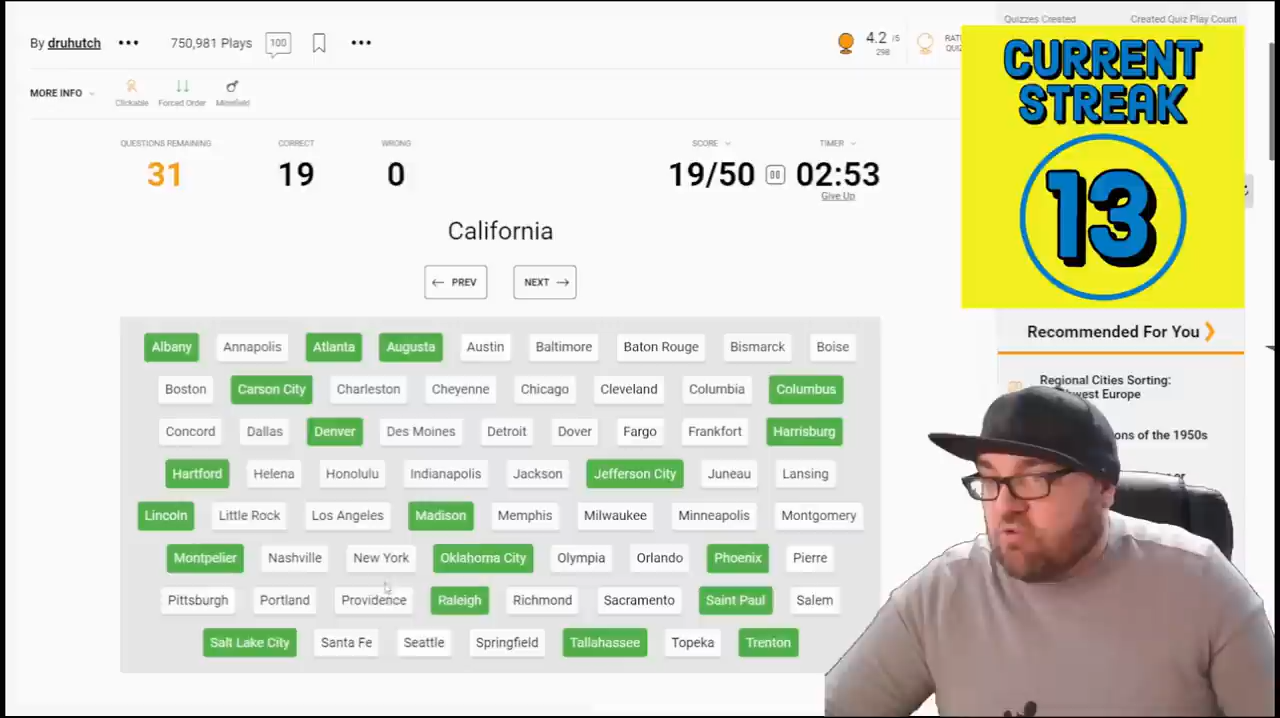 Quizzes Created Created Quiz Play Count
By druhutch ••• 750,981 Plays 100 •••
4.2 /5
298
CURRENT
STREAK
13
MORE INFO
Clickable Forced Order Minefield
QUESTIONS REMAINING CORRECT WRONG SCORE TIMER
31 19 0 19/50 02:53
Give Up
California
← PREV NEXT →
Recommended For You
Regional Cities Sorting:
Europe
of the 1950s
Albany Annapolis Atlanta Augusta Austin Baltimore Baton Rouge Bismarck Boise
Boston Carson City Charleston Cheyenne Chicago Cleveland Columbia Columbus
Concord Dallas Denver Des Moines Detroit Dover Fargo Frankfort Harrisburg
Hartford Helena Honolulu Indianapolis Jackson Jefferson City Juneau Lansing
Lincoln Little Rock Los Angeles Madison Memphis Milwaukee Minneapolis Montgomery
Montpelier Nashville New York Oklahoma City Olympia Orlando Phoenix Pierre
Pittsburgh Portland Providence Raleigh Richmond Sacramento Saint Paul Salem
Salt Lake City Santa Fe Seattle Springfield Tallahassee Topeka Trenton